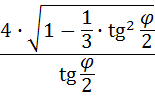 4 · √(1 − 1/3 · tg² φ/2)
tg φ/2